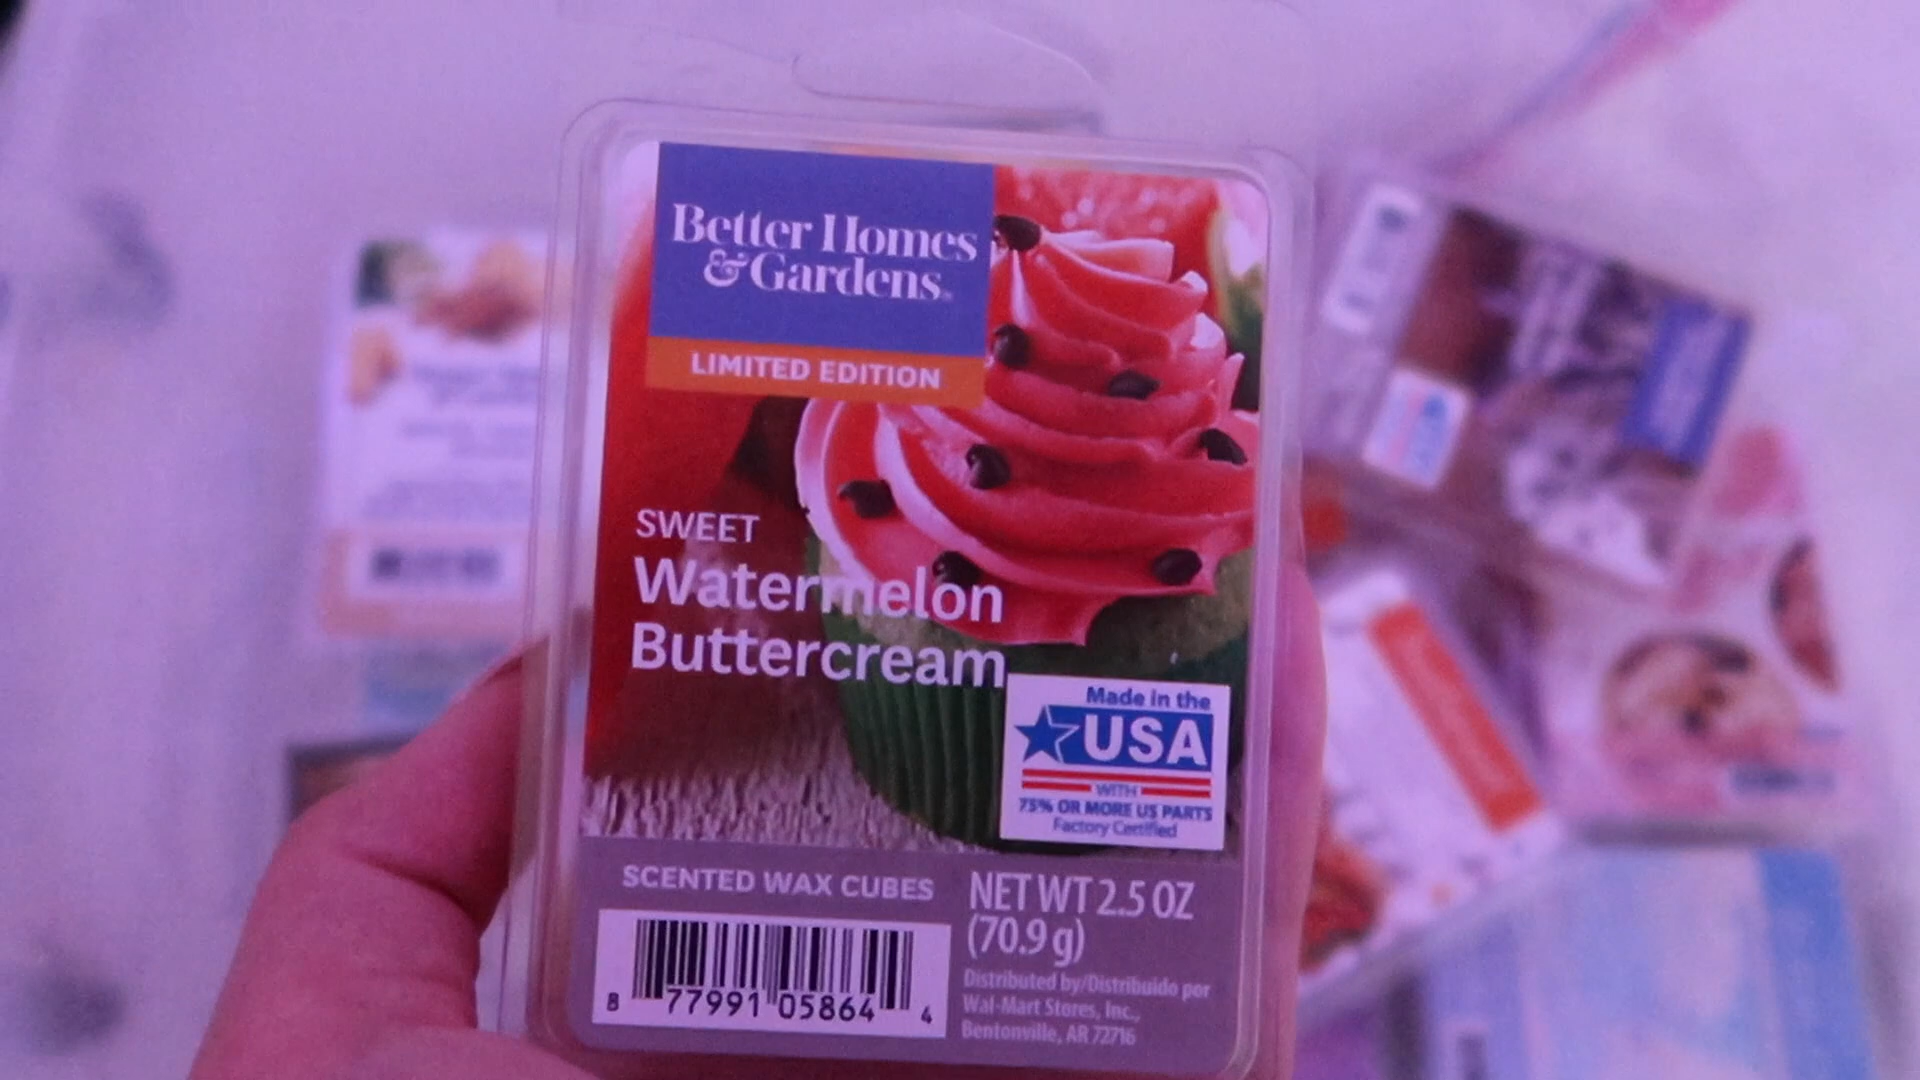 Better Homes
& Gardens
LIMITED EDITION
SWEET
Watermelon
Buttercream
Made in the
USA
WITH
75% OR MORE US PARTS
Factory Certified
SCENTED WAX CUBES
NET WT 2.5 OZ
(70.9 g)
Distributed by/Distribuido por
Wal-Mart Stores, Inc.,
Bentonville, AR 72716
8 77991 05864 4